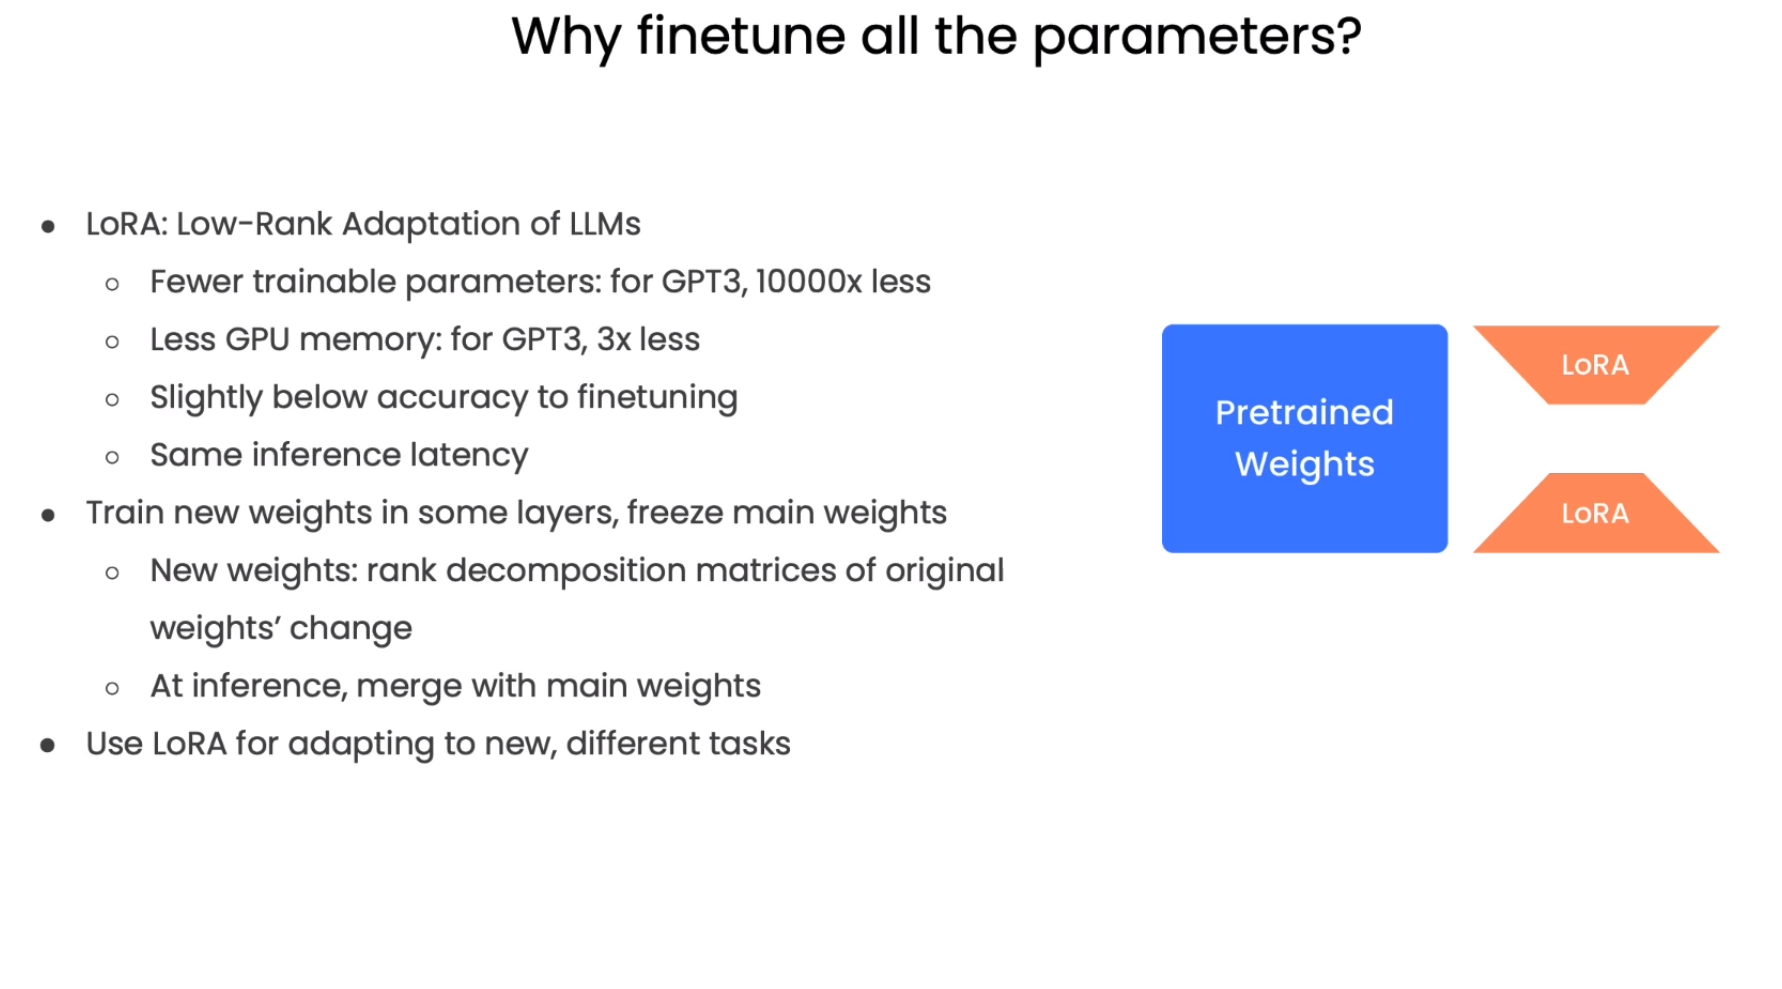 Why finetune all the parameters?
● LoRA: Low-Rank Adaptation of LLMs
○ Fewer trainable parameters: for GPT3, 10000x less
○ Less GPU memory: for GPT3, 3x less
○ Slightly below accuracy to finetuning
○ Same inference latency
● Train new weights in some layers, freeze main weights
○ New weights: rank decomposition matrices of original
weights’ change
○ At inference, merge with main weights
● Use LoRA for adapting to new, different tasks
Pretrained
Weights
LoRA
LoRA